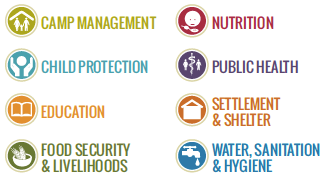 CAMP MANAGEMENT
NUTRITION
CHILD PROTECTION
PUBLIC HEALTH
EDUCATION
SETTLEMENT
& SHELTER
FOOD SECURITY
& LIVELIHOODS
WATER, SANITATION
& HYGIENE